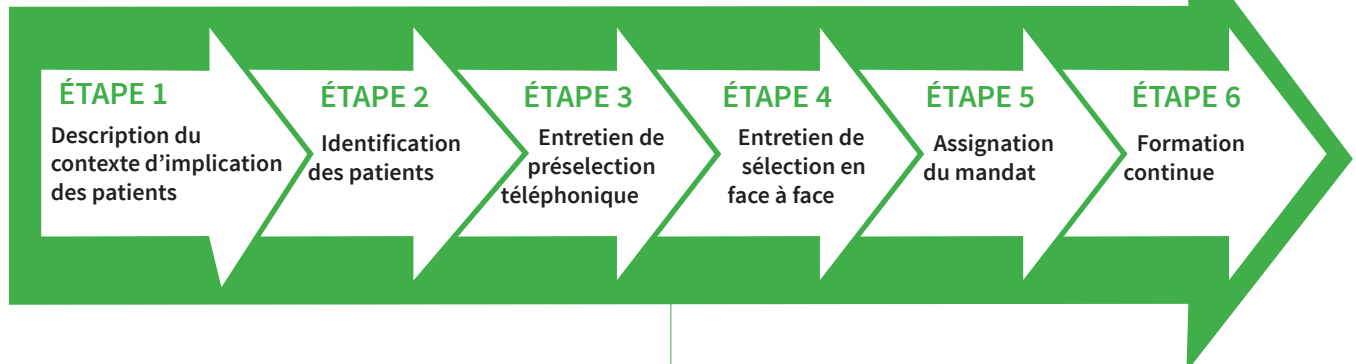 ÉTAPE 1
Description du
contexte d’implication
des patients
ÉTAPE 2
Identification
des patients
ÉTAPE 3
Entretien de
préselection
téléphonique
ÉTAPE 4
Entretien de
sélection en
face à face
ÉTAPE 5
Assignation
du mandat
ÉTAPE 6
Formation
continue